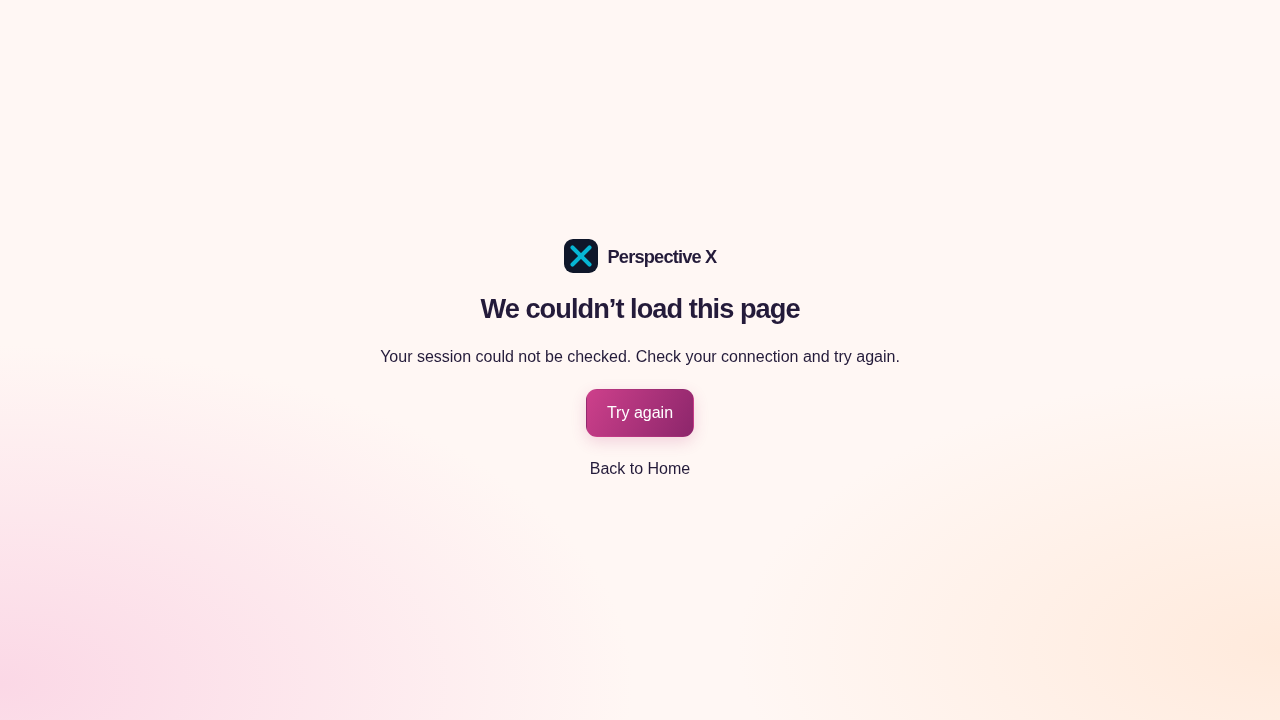 Perspective X
We couldn’t load this page
Your session could not be checked. Check your connection and try again.
Try again
Back to Home